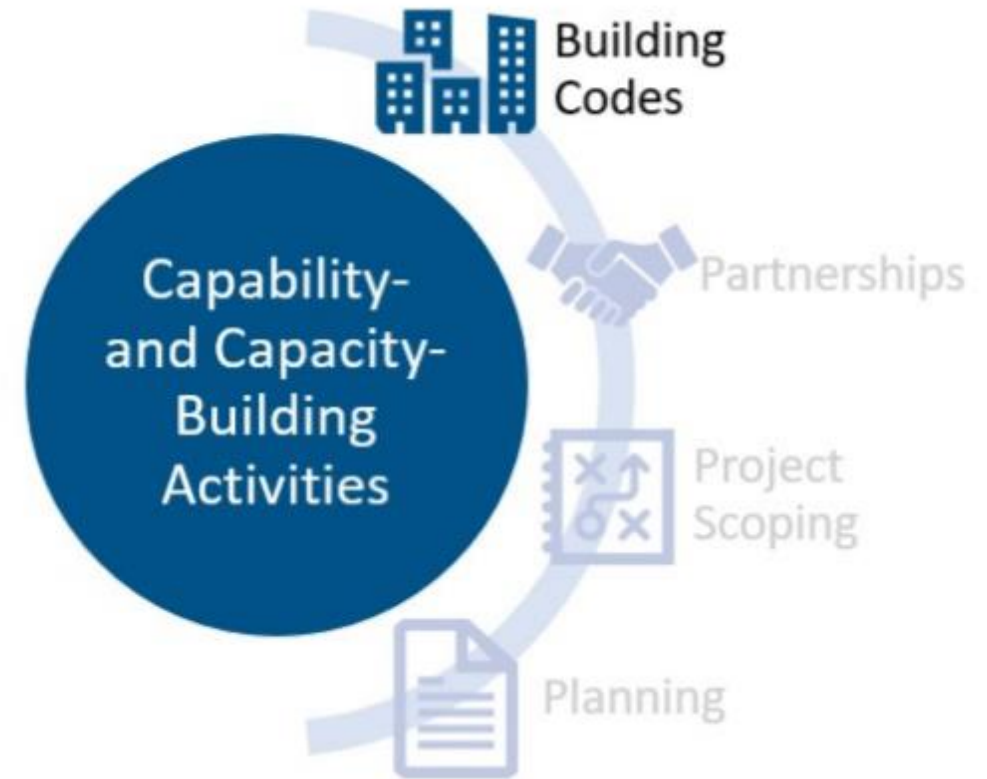 Building
Codes
Capability-
and Capacity-
Building
Activities
Partnerships
Project
Scoping
Planning